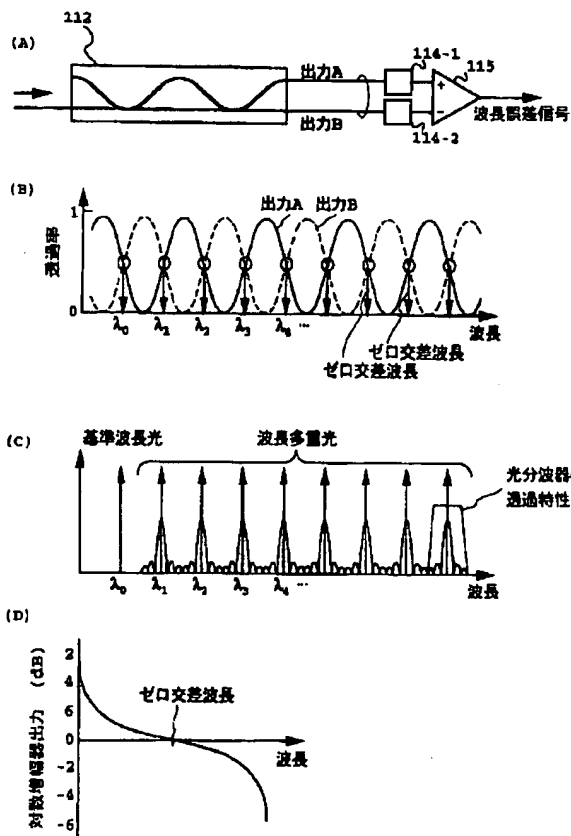 112
(A)
出力A
114-1
115
+
−
波長誤差信号
出力B
114-2
(B)
出力A 出力B
1
透過率
0
λ0 λ2 λ2 λ3 λ4 …
波長
ゼロ交差波長
ゼロ交差波長
(C)
基準波長光
波長多重光
光分波器
透過特性
λ0 λ1 λ2 λ3 λ4 …
波長
(D)
対数増幅器出力 (dB)
2
4
6
0
-2
-4
-6
ゼロ交差波長
波長